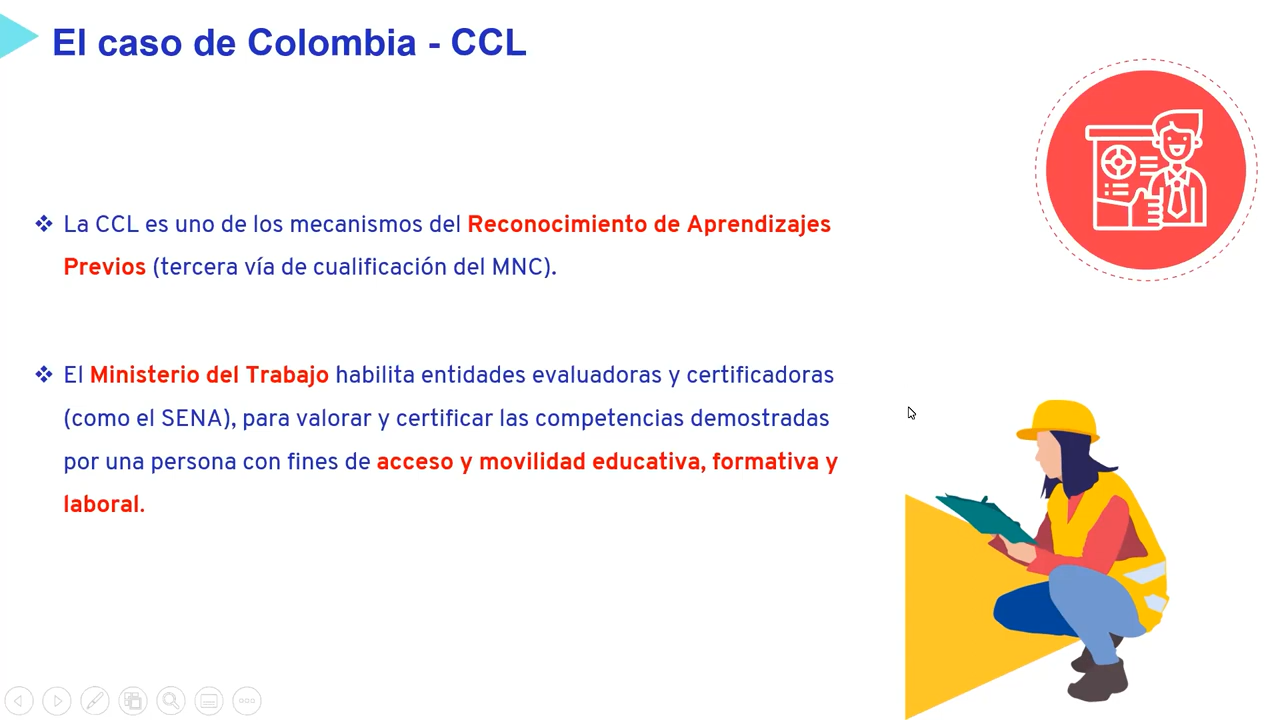 El caso de Colombia - CCL
❖ La CCL es uno de los mecanismos del Reconocimiento de Aprendizajes
Previos (tercera vía de cualificación del MNC).
❖ El Ministerio del Trabajo habilita entidades evaluadoras y certificadoras
(como el SENA), para valorar y certificar las competencias demostradas
por una persona con fines de acceso y movilidad educativa, formativa y
laboral.